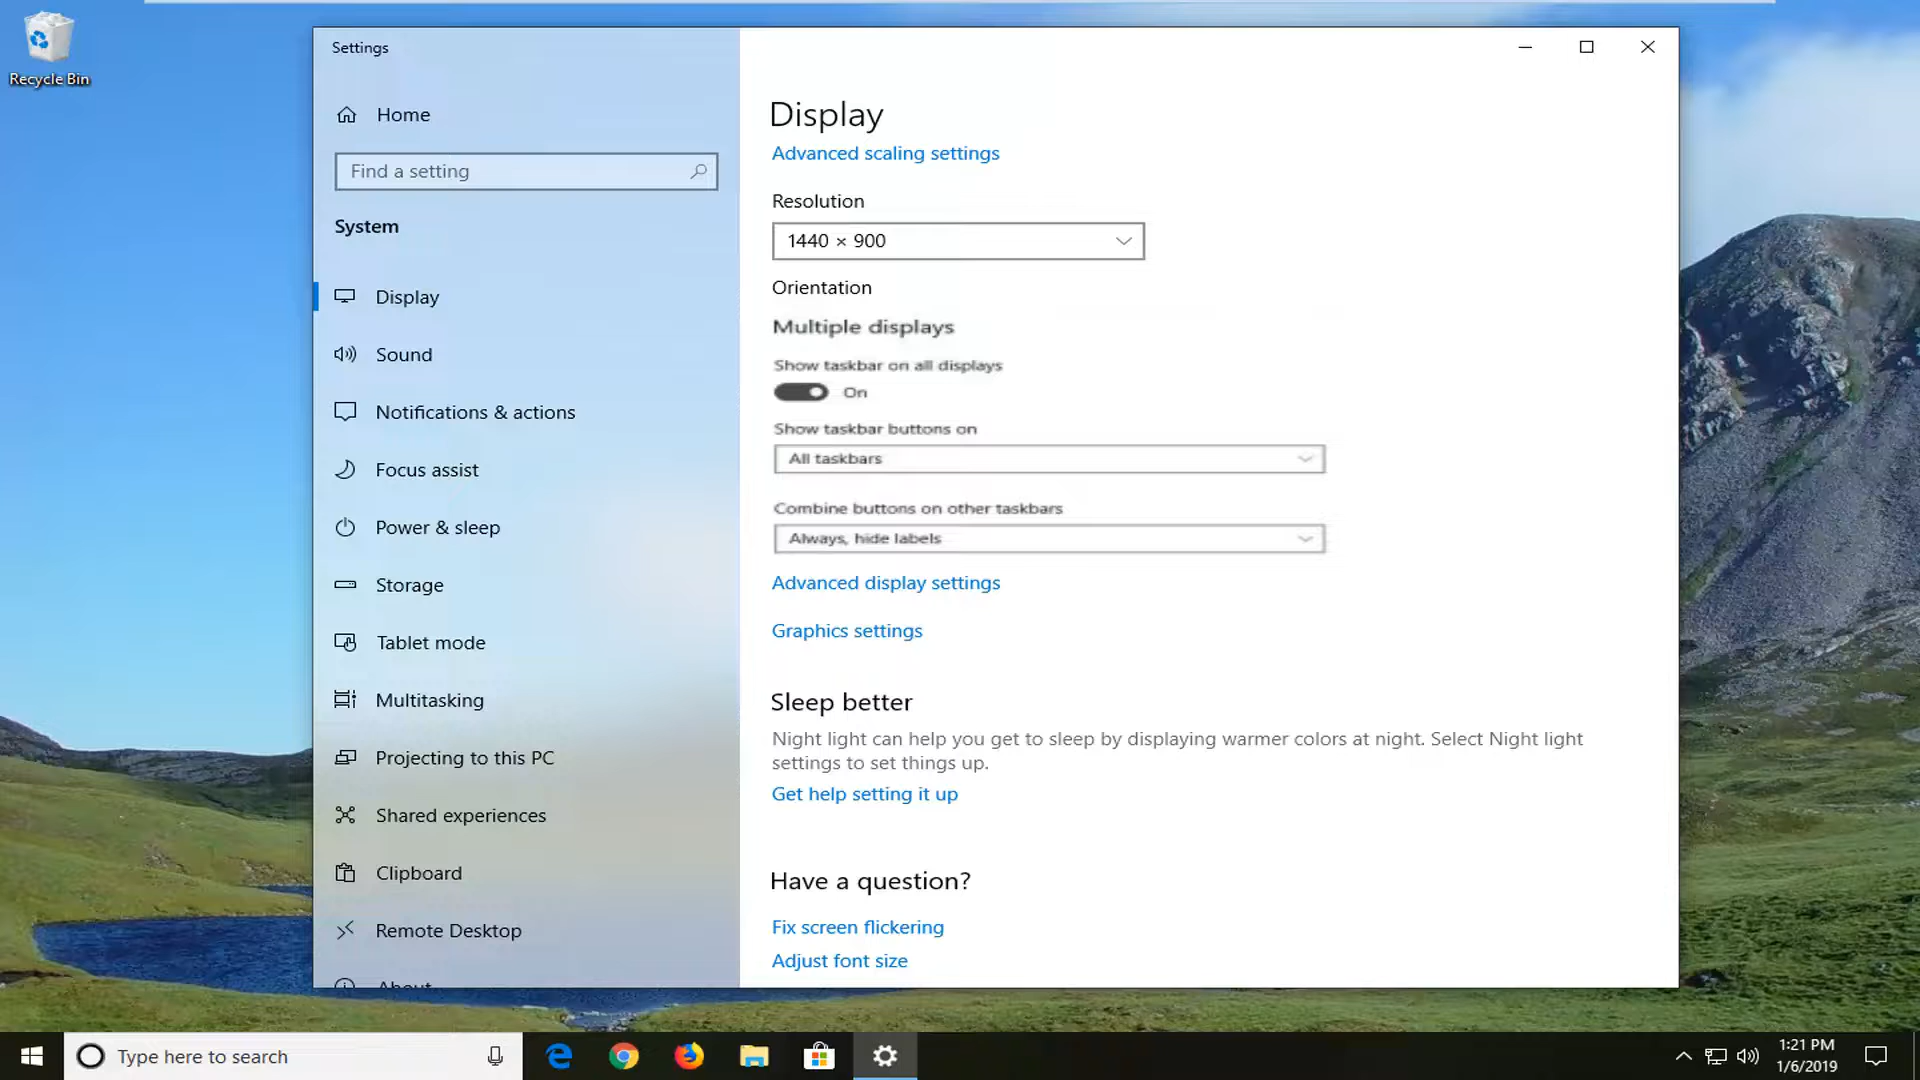 Recycle Bin
Settings
Home
Find a setting
System
Display
Sound
Notifications & actions
Focus assist
Power & sleep
Storage
Tablet mode
Multitasking
Projecting to this PC
Shared experiences
Clipboard
Remote Desktop
About
Display
Advanced scaling settings
Resolution
1440 × 900
Orientation
Multiple displays
Show taskbar on all displays
On
Show taskbar buttons on
All taskbars
Combine buttons on other taskbars
Always, hide labels
Advanced display settings
Graphics settings
Sleep better
Night light can help you get to sleep by displaying warmer colors at night. Select Night light
settings to set things up.
Get help setting it up
Have a question?
Fix screen flickering
Adjust font size
Type here to search
1:21 PM
1/6/2019